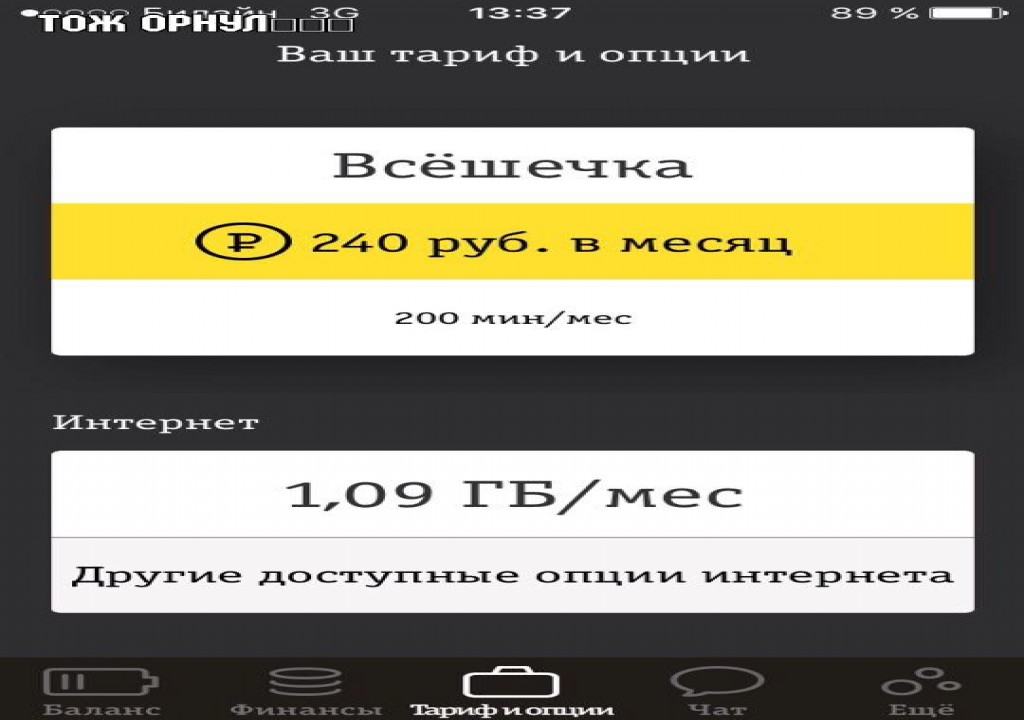 Билайн 3G 13:37 89 %
ТОЖ ОРНУЛ
Ваш тариф и опции
Всёшечка
₽ 240 руб. в месяц
200 мин/мес
Интернет
1,09 ГБ/мес
Другие доступные опции интернета
Баланс Финансы Тариф и опции Чат Ещё